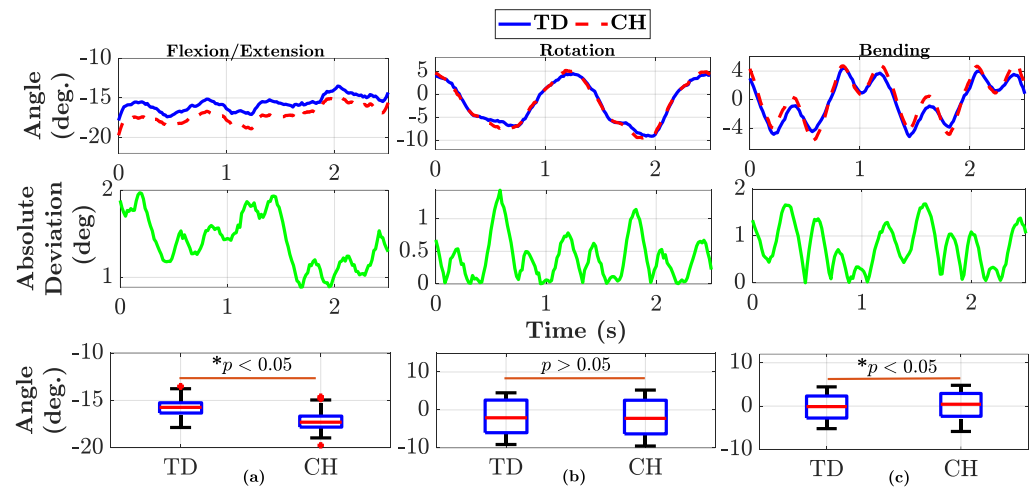 TD CH
Flexion/Extension Rotation Bending
Angle (deg.)
-10 -15 -20
5 0 -5 -10
4 0 -4
0 1 2 0 1 2 0 1 2
Absolute Deviation (deg)
2 1
1 0.5 0
2 1 0
0 1 2 0 1 2 0 1 2
Time (s)
Angle (deg.)
-10 -15 -20
10 0 -10
10 0 -10
*p < 0.05 p > 0.05 *p < 0.05
TD CH TD CH TD CH
(a) (b) (c)